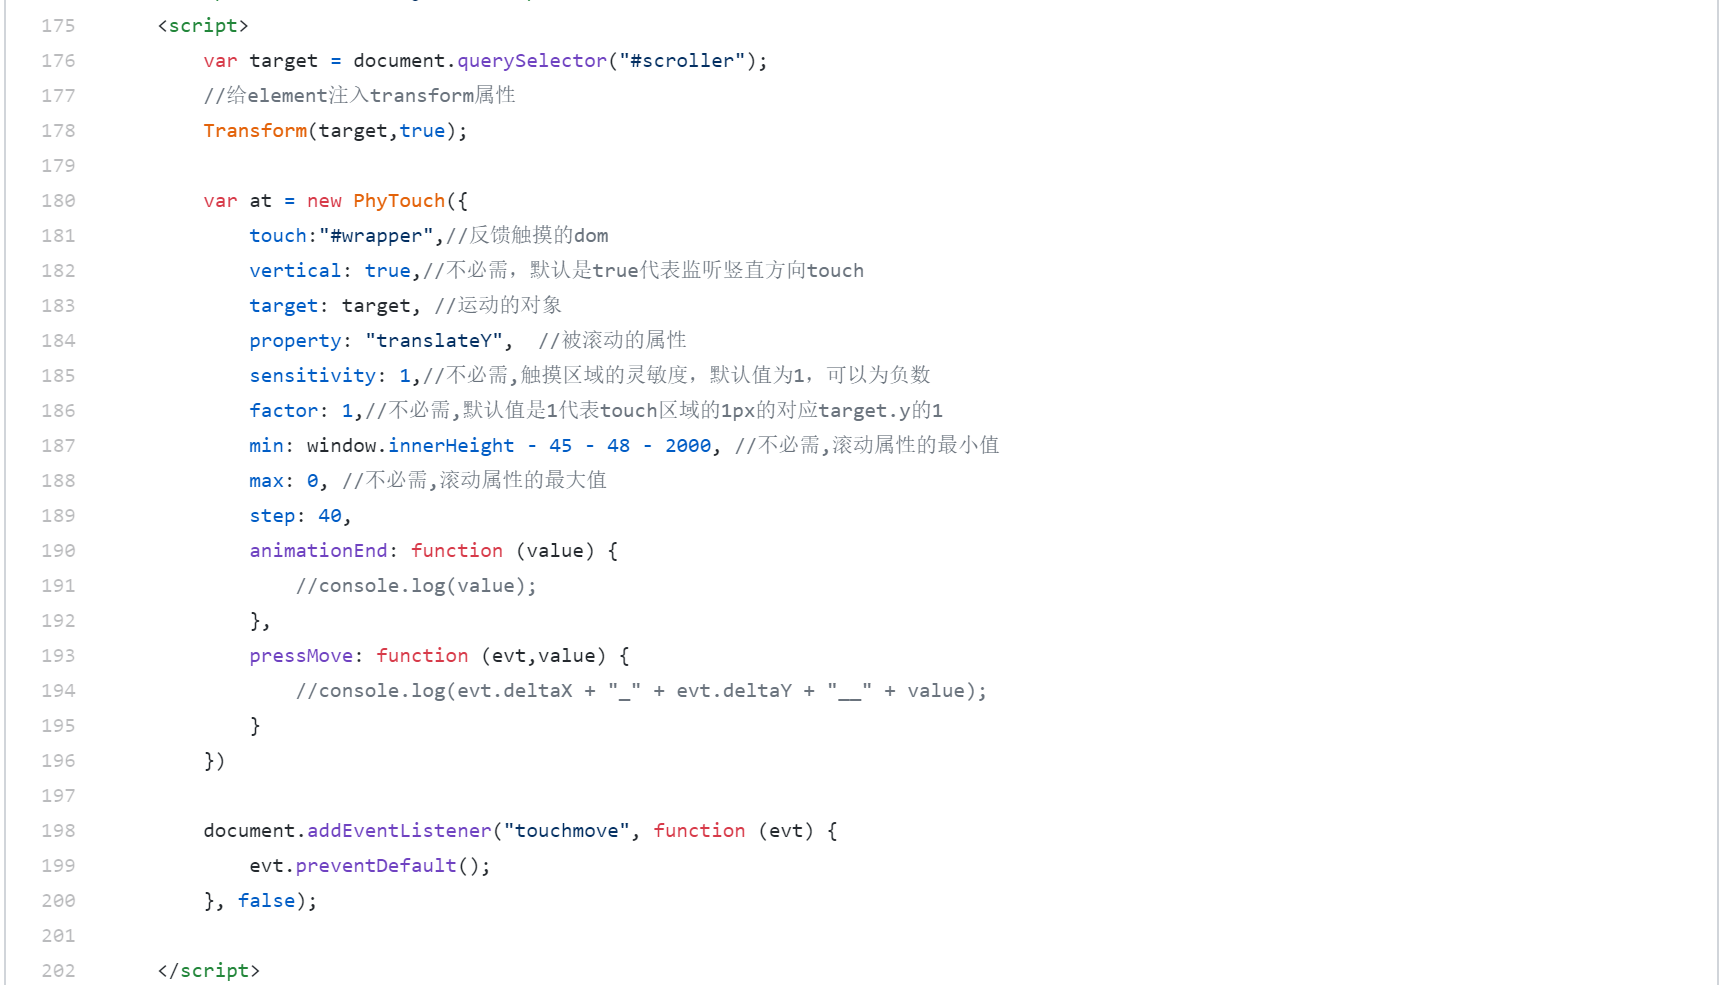 175 <script>
176 var target = document.querySelector("#scroller");
177 //给element注入transform属性
178 Transform(target,true);
179
180 var at = new PhyTouch({
181 touch:"#wrapper",//反馈触摸的dom
182 vertical: true,//不必需，默认是true代表监听竖直方向touch
183 target: target, //运动的对象
184 property: "translateY",  //被滚动的属性
185 sensitivity: 1,//不必需,触摸区域的灵敏度，默认值为1，可以为负数
186 factor: 1,//不必需,默认值是1代表touch区域的1px的对应target.y的1
187 min: window.innerHeight - 45 - 48 - 2000, //不必需,滚动属性的最小值
188 max: 0, //不必需,滚动属性的最大值
189 step: 40,
190 animationEnd: function (value) {
191 //console.log(value);
192 },
193 pressMove: function (evt,value) {
194 //console.log(evt.deltaX + "_" + evt.deltaY + "__" + value);
195 }
196 })
197
198 document.addEventListener("touchmove", function (evt) {
199 evt.preventDefault();
200 }, false);
201
202 </script>